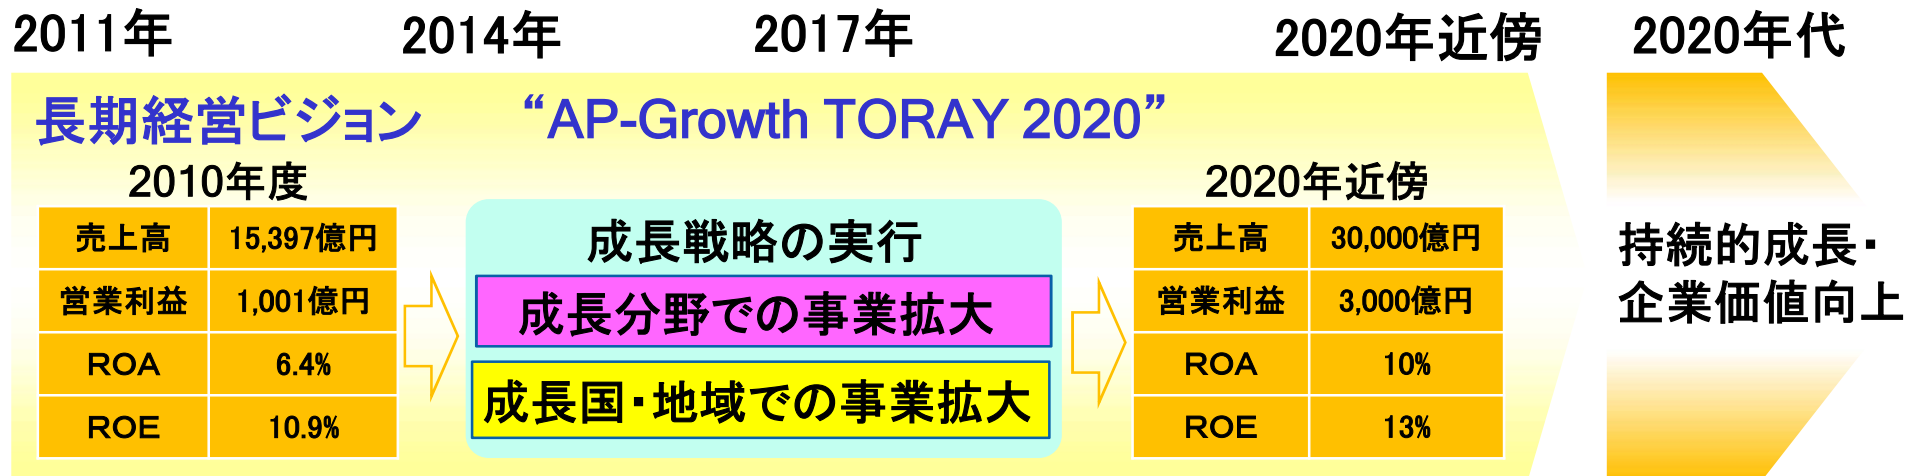 2011年 2014年 2017年 2020年近傍 2020年代
長期経営ビジョン “AP-Growth TORAY 2020”
2010年度
売上高 15,397億円
営業利益 1,001億円
ROA 6.4%
ROE 10.9%
成長戦略の実行
成長分野での事業拡大
成長国・地域での事業拡大
2020年近傍
売上高 30,000億円
営業利益 3,000億円
ROA 10%
ROE 13%
持続的成長・
企業価値向上